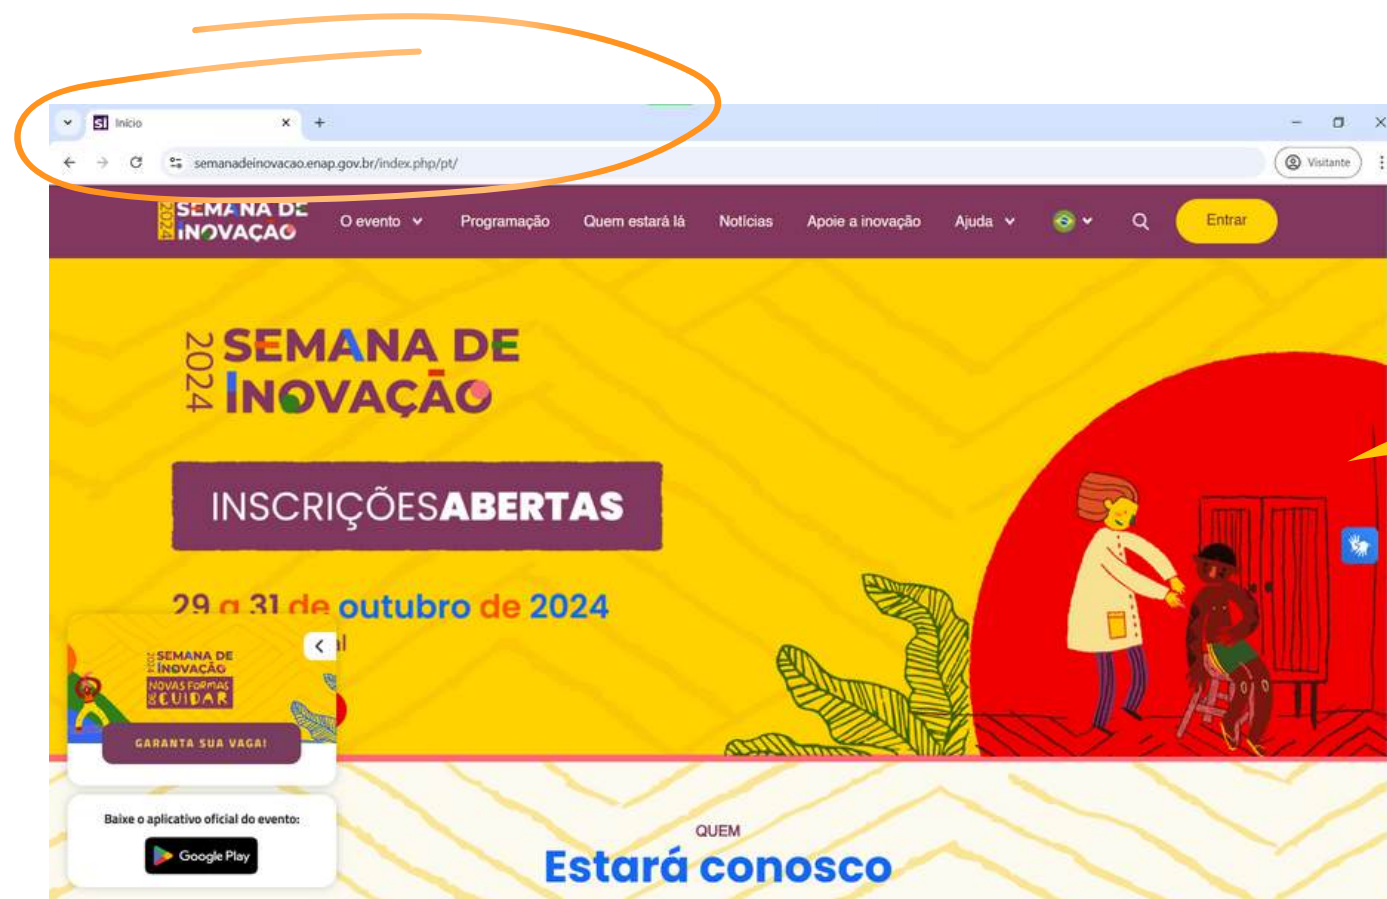 Início
semanadeinovacao.enap.gov.br/index.php/pt/
Visitante
2024
SEMANA DE
INOVAÇÃO
O evento
Programação
Quem estará lá
Notícias
Apoie a inovação
Ajuda
Entrar
2024
SEMANA DE
INOVAÇÃO
INSCRIÇÕESABERTAS
29 a 31 de outubro de 2024
al
2024
SEMANA DE
INOVAÇÃO
NOVAS FORMAS
DE CUIDAR
GARANTA SUA VAGA!
Baixe o aplicativo oficial do evento:
Google Play
QUEM
Estará conosco